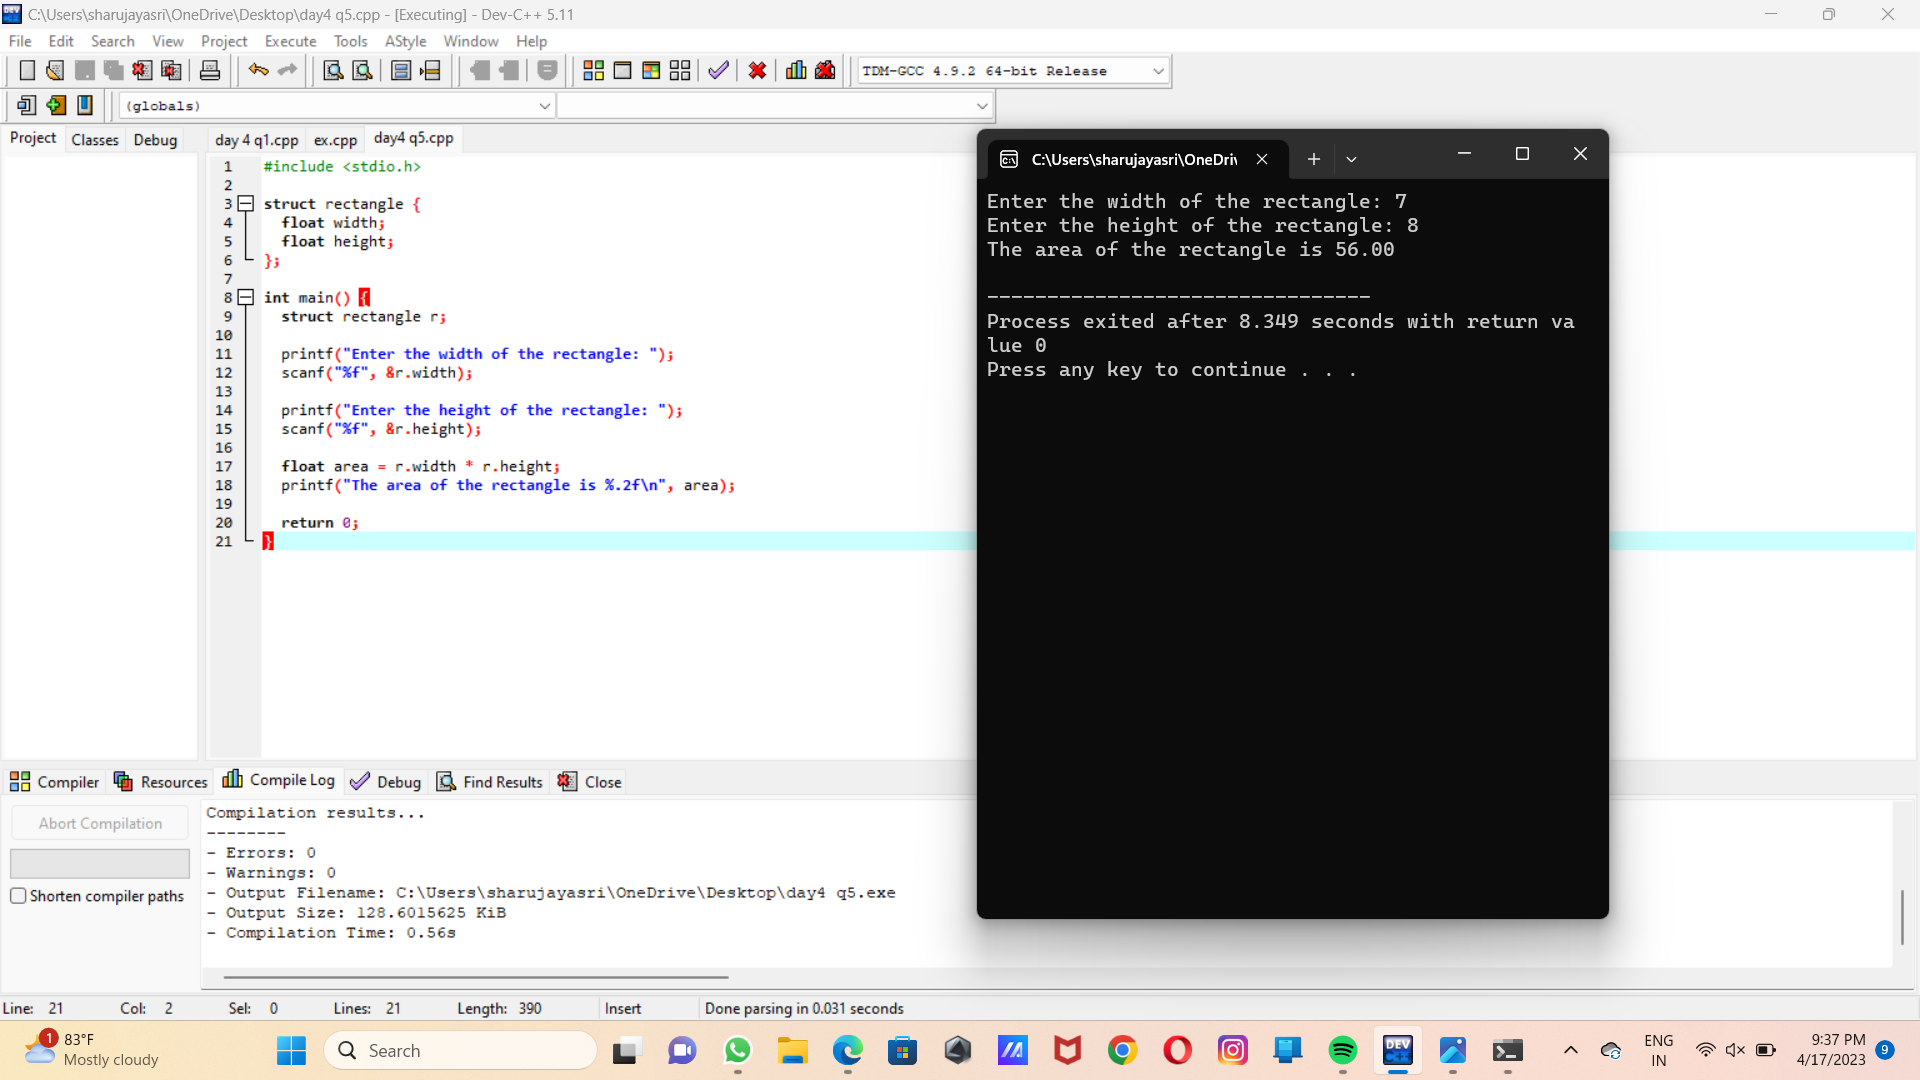 C:\Users\sharujayasri\OneDrive\Desktop\day4 q5.cpp - [Executing] - Dev-C++ 5.11
File Edit Search View Project Execute Tools AStyle Window Help
TDM-GCC 4.9.2 64-bit Release
(globals)
Project Classes Debug
day 4 q1.cpp ex.cpp day4 q5.cpp
1 #include <stdio.h>
2
3 struct rectangle {
4   float width;
5   float height;
6 };
7
8 int main() {
9   struct rectangle r;
10
11   printf("Enter the width of the rectangle: ");
12   scanf("%f", &r.width);
13
14   printf("Enter the height of the rectangle: ");
15   scanf("%f", &r.height);
16
17   float area = r.width * r.height;
18   printf("The area of the rectangle is %.2f\n", area);
19
20   return 0;
21 }
C:\Users\sharujayasri\OneDri
Enter the width of the rectangle: 7
Enter the height of the rectangle: 8
The area of the rectangle is 56.00
--------------------------------
Process exited after 8.349 seconds with return va
lue 0
Press any key to continue . . .
Compiler Resources Compile Log Debug Find Results Close
Abort Compilation
Shorten compiler paths
Compilation results...
--------
- Errors: 0
- Warnings: 0
- Output Filename: C:\Users\sharujayasri\OneDrive\Desktop\day4 q5.exe
- Output Size: 128.6015625 KiB
- Compilation Time: 0.56s
Line: 21 Col: 2 Sel: 0 Lines: 21 Length: 390 Insert Done parsing in 0.031 seconds
1
83°F
Mostly cloudy
Search
DEV
ENG
IN
9:37 PM
4/17/2023
9